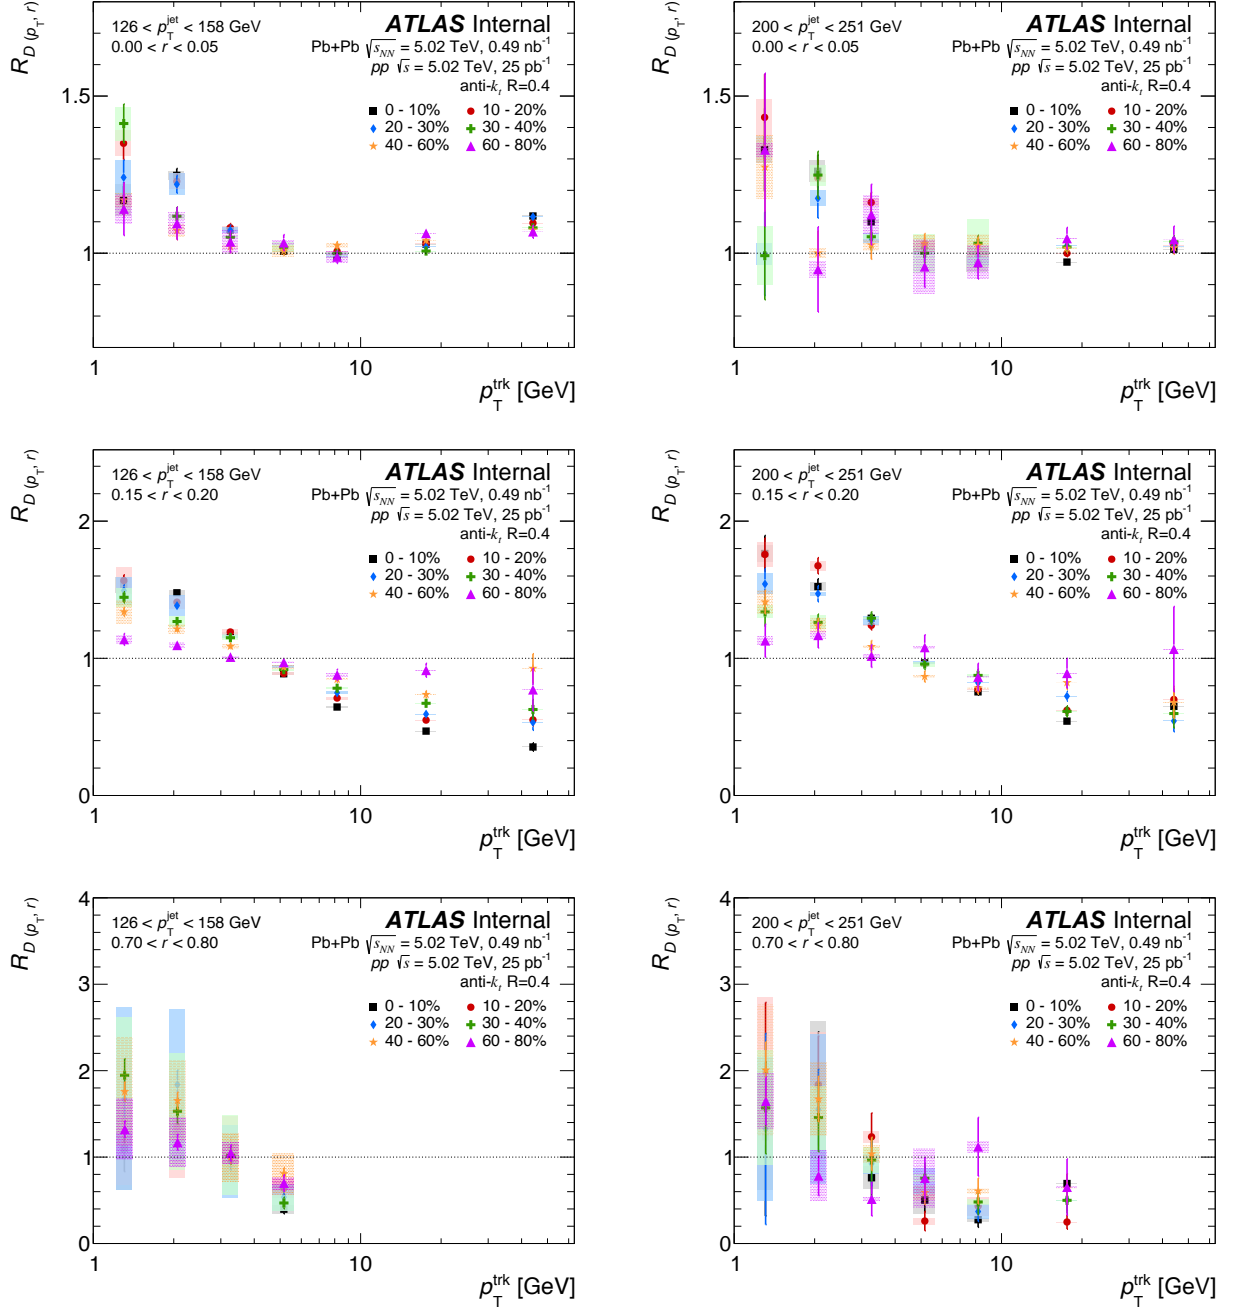 R_D (p_T, r)
126 < p_T^jet < 158 GeV
0.00 < r < 0.05
ATLAS Internal
Pb+Pb √s_NN = 5.02 TeV, 0.49 nb⁻¹
pp √s = 5.02 TeV, 25 pb⁻¹
anti-k_t R=0.4
0 - 10% 10 - 20%
20 - 30% 30 - 40%
40 - 60% 60 - 80%
1.5
1
1 10
p_T^trk [GeV]
R_D (p_T, r)
200 < p_T^jet < 251 GeV
0.00 < r < 0.05
ATLAS Internal
Pb+Pb √s_NN = 5.02 TeV, 0.49 nb⁻¹
pp √s = 5.02 TeV, 25 pb⁻¹
anti-k_t R=0.4
0 - 10% 10 - 20%
20 - 30% 30 - 40%
40 - 60% 60 - 80%
1.5
1
1 10
p_T^trk [GeV]
R_D (p_T, r)
126 < p_T^jet < 158 GeV
0.15 < r < 0.20
ATLAS Internal
Pb+Pb √s_NN = 5.02 TeV, 0.49 nb⁻¹
pp √s = 5.02 TeV, 25 pb⁻¹
anti-k_t R=0.4
0 - 10% 10 - 20%
20 - 30% 30 - 40%
40 - 60% 60 - 80%
2
1
0
1 10
p_T^trk [GeV]
R_D (p_T, r)
200 < p_T^jet < 251 GeV
0.15 < r < 0.20
ATLAS Internal
Pb+Pb √s_NN = 5.02 TeV, 0.49 nb⁻¹
pp √s = 5.02 TeV, 25 pb⁻¹
anti-k_t R=0.4
0 - 10% 10 - 20%
20 - 30% 30 - 40%
40 - 60% 60 - 80%
2
1
0
1 10
p_T^trk [GeV]
R_D (p_T, r)
126 < p_T^jet < 158 GeV
0.70 < r < 0.80
ATLAS Internal
Pb+Pb √s_NN = 5.02 TeV, 0.49 nb⁻¹
pp √s = 5.02 TeV, 25 pb⁻¹
anti-k_t R=0.4
0 - 10% 10 - 20%
20 - 30% 30 - 40%
40 - 60% 60 - 80%
4
3
2
1
0
1 10
p_T^trk [GeV]
R_D (p_T, r)
200 < p_T^jet < 251 GeV
0.70 < r < 0.80
ATLAS Internal
Pb+Pb √s_NN = 5.02 TeV, 0.49 nb⁻¹
pp √s = 5.02 TeV, 25 pb⁻¹
anti-k_t R=0.4
0 - 10% 10 - 20%
20 - 30% 30 - 40%
40 - 60% 60 - 80%
4
3
2
1
0
1 10
p_T^trk [GeV]